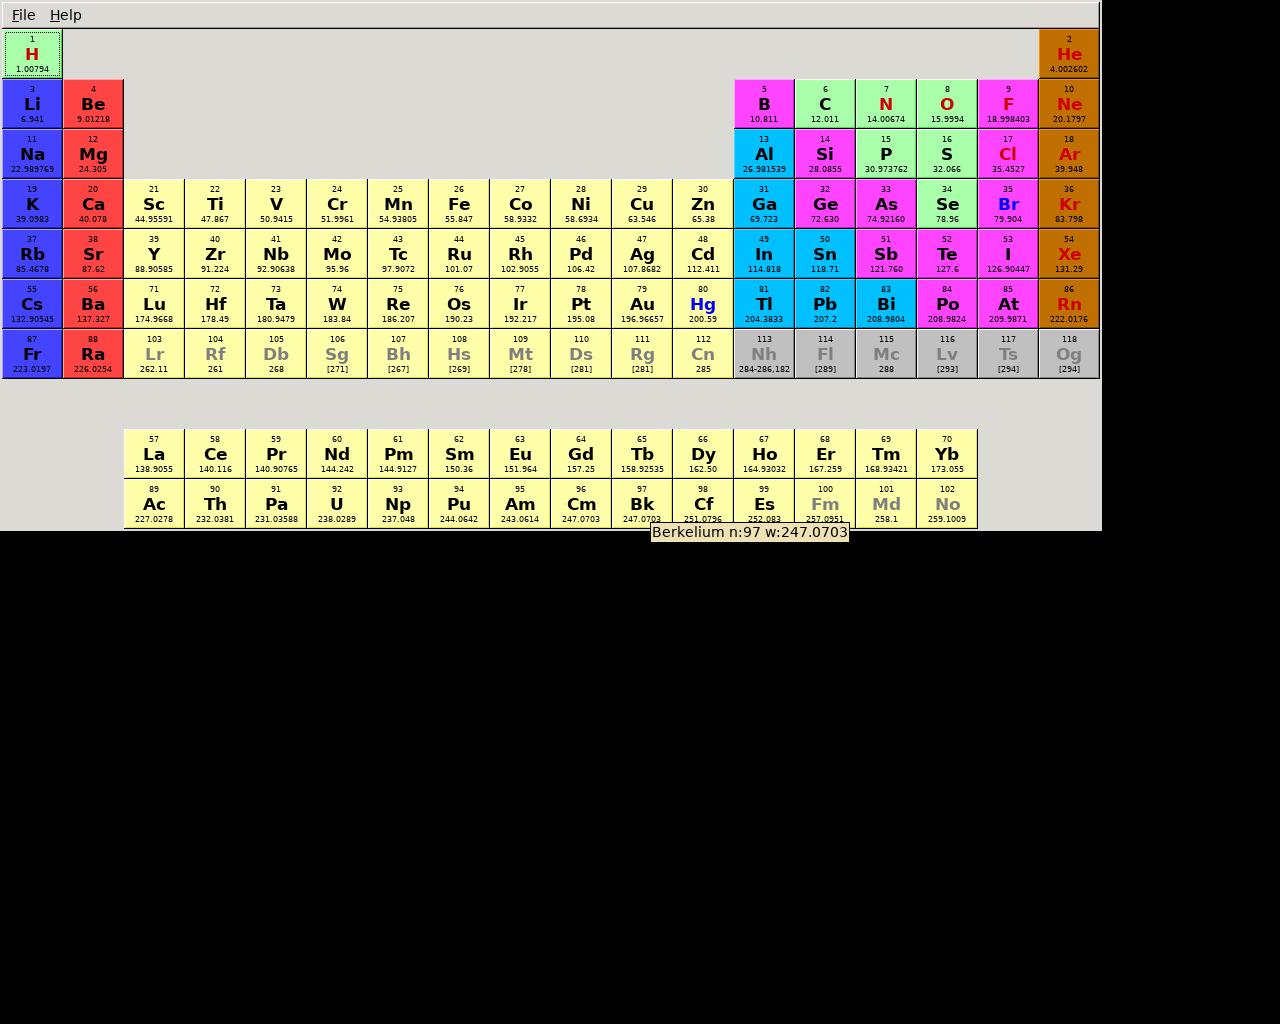 File Help
1 2
H He
1.00794 4.002602
3 4 5 6 7 8 9 10
Li Be B C N O F Ne
6.941 9.01218 10.811 12.011 14.00674 15.9994 18.998403 20.1797
11 12 13 14 15 16 17 18
Na Mg Al Si P S Cl Ar
22.989769 24.305 26.981539 28.0855 30.973762 32.066 35.4527 39.948
19 20 21 22 23 24 25 26 27 28 29 30 31 32 33 34 35 36
K Ca Sc Ti V Cr Mn Fe Co Ni Cu Zn Ga Ge As Se Br Kr
39.0983 40.078 44.95591 47.867 50.9415 51.9961 54.93805 55.847 58.9332 58.6934 63.546 65.38 69.723 72.630 74.92160 78.96 79.904 83.798
37 38 39 40 41 42 43 44 45 46 47 48 49 50 51 52 53 54
Rb Sr Y Zr Nb Mo Tc Ru Rh Pd Ag Cd In Sn Sb Te I Xe
85.4678 87.62 88.90585 91.224 92.90638 95.96 97.9072 101.07 102.9055 106.42 107.8682 112.411 114.818 118.71 121.760 127.6 126.90447 131.29
55 56 71 72 73 74 75 76 77 78 79 80 81 82 83 84 85 86
Cs Ba Lu Hf Ta W Re Os Ir Pt Au Hg Tl Pb Bi Po At Rn
132.90545 137.327 174.9668 178.49 180.9479 183.84 186.207 190.23 192.217 195.08 196.96657 200.59 204.3833 207.2 208.9804 208.9824 209.9871 222.0176
87 88 103 104 105 106 107 108 109 110 111 112 113 114 115 116 117 118
Fr Ra Lr Rf Db Sg Bh Hs Mt Ds Rg Cn Nh Fl Mc Lv Ts Og
223.0197 226.0254 262.11 261 268 [271] [267] [269] [278] [281] [281] 285 284-286,182 [289] 288 [293] [294] [294]
57 58 59 60 61 62 63 64 65 66 67 68 69 70
La Ce Pr Nd Pm Sm Eu Gd Tb Dy Ho Er Tm Yb
138.9055 140.116 140.90765 144.242 144.9127 150.36 151.964 157.25 158.92535 162.50 164.93032 167.259 168.93421 173.055
89 90 91 92 93 94 95 96 97 98 99 100 101 102
Ac Th Pa U Np Pu Am Cm Bk Cf Es Fm Md No
227.0278 232.0381 231.03588 238.0289 237.048 244.0642 243.0614 247.0703 247.0703 251.0796 252.083 257.0951 258.1 259.1009
Berkelium n:97 w:247.0703